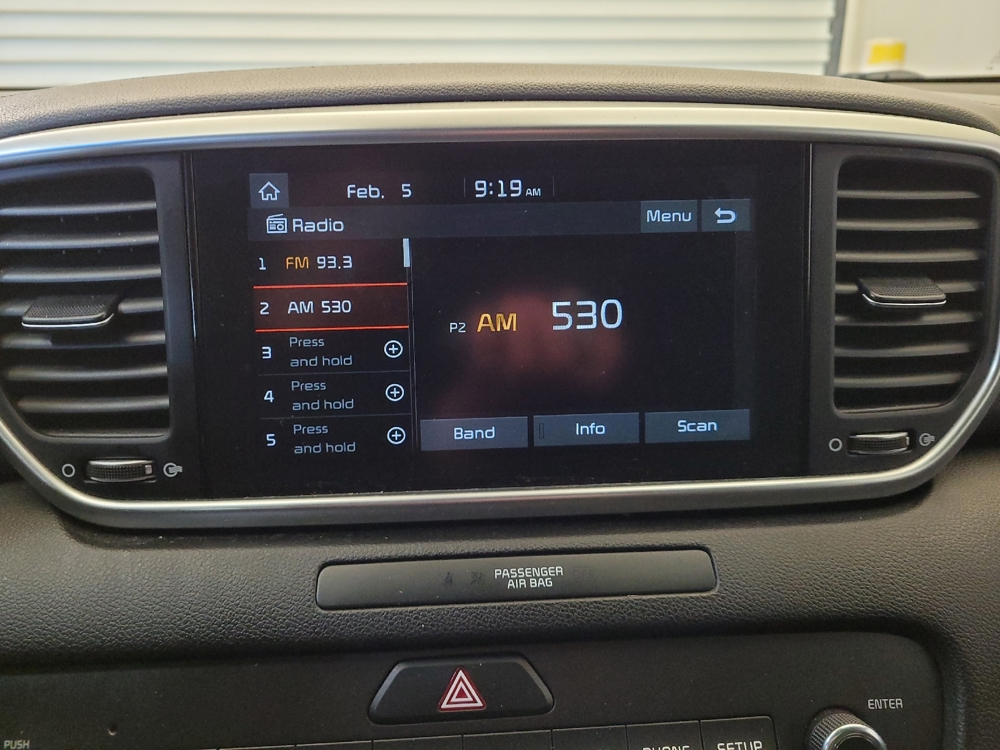 Feb. 5 9:19 AM
Radio Menu
1 FM 93.3
2 AM 530
3 Press and hold
4 Press and hold
5 Press and hold
P2 AM 530
Band Info Scan
PASSENGER
AIR BAG
ENTER
PUSH
PHONE SETUP